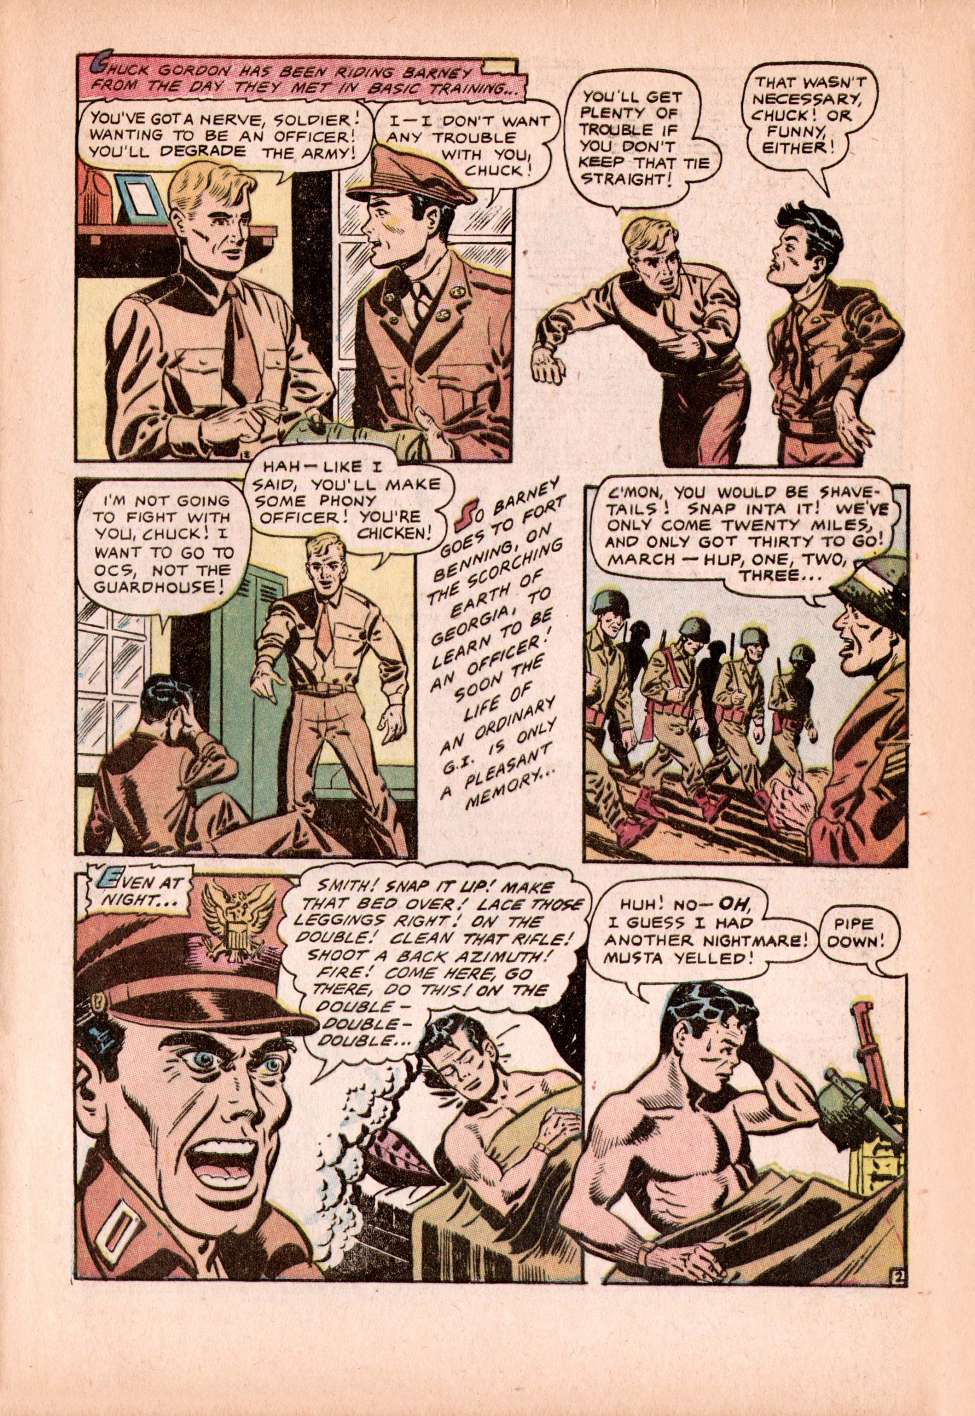 CHUCK GORDON HAS BEEN RIDING BARNEY
FROM THE DAY THEY MET IN BASIC TRAINING...
YOU'VE GOT A NERVE, SOLDIER!
WANTING TO BE AN OFFICER!
YOU'LL DEGRADE THE ARMY!
I-I DON'T WANT
ANY TROUBLE
WITH YOU,
CHUCK!
YOU'LL GET
PLENTY OF
TROUBLE IF
YOU DON'T
KEEP THAT TIE
STRAIGHT!
THAT WASN'T
NECESSARY,
CHUCK! OR
FUNNY,
EITHER!
I'M NOT GOING
TO FIGHT WITH
YOU, CHUCK! I
WANT TO GO TO
OCS, NOT THE
GUARDHOUSE!
HAH-LIKE I
SAID, YOU'LL MAKE
SOME PHONY
OFFICER! YOU'RE
CHICKEN!
SO BARNEY
GOES TO FORT
BENNING, ON
THE SCORCHING
EARTH OF
GEORGIA, TO
LEARN TO BE
AN OFFICER!
SOON THE
LIFE OF
AN ORDINARY
G.I. IS ONLY
A PLEASANT
MEMORY...
C'MON, YOU WOULD BE SHAVE-
TAILS! SNAP INTA IT! WE'VE
ONLY COME TWENTY MILES,
AND ONLY GOT THIRTY TO GO!
MARCH-HUP, ONE, TWO,
THREE...
EVEN AT
NIGHT...
SMITH! SNAP IT UP! MAKE
THAT BED OVER! LACE THOSE
LEGGINGS RIGHT! ON THE
DOUBLE! CLEAN THAT RIFLE!
SHOOT A BACK AZIMUTH!
FIRE! COME HERE, GO
THERE, DO THIS! ON THE
DOUBLE-
DOUBLE-
DOUBLE...
HUH! NO-OH,
I GUESS I HAD
ANOTHER NIGHTMARE!
MUSTA YELLED!
PIPE
DOWN!
2